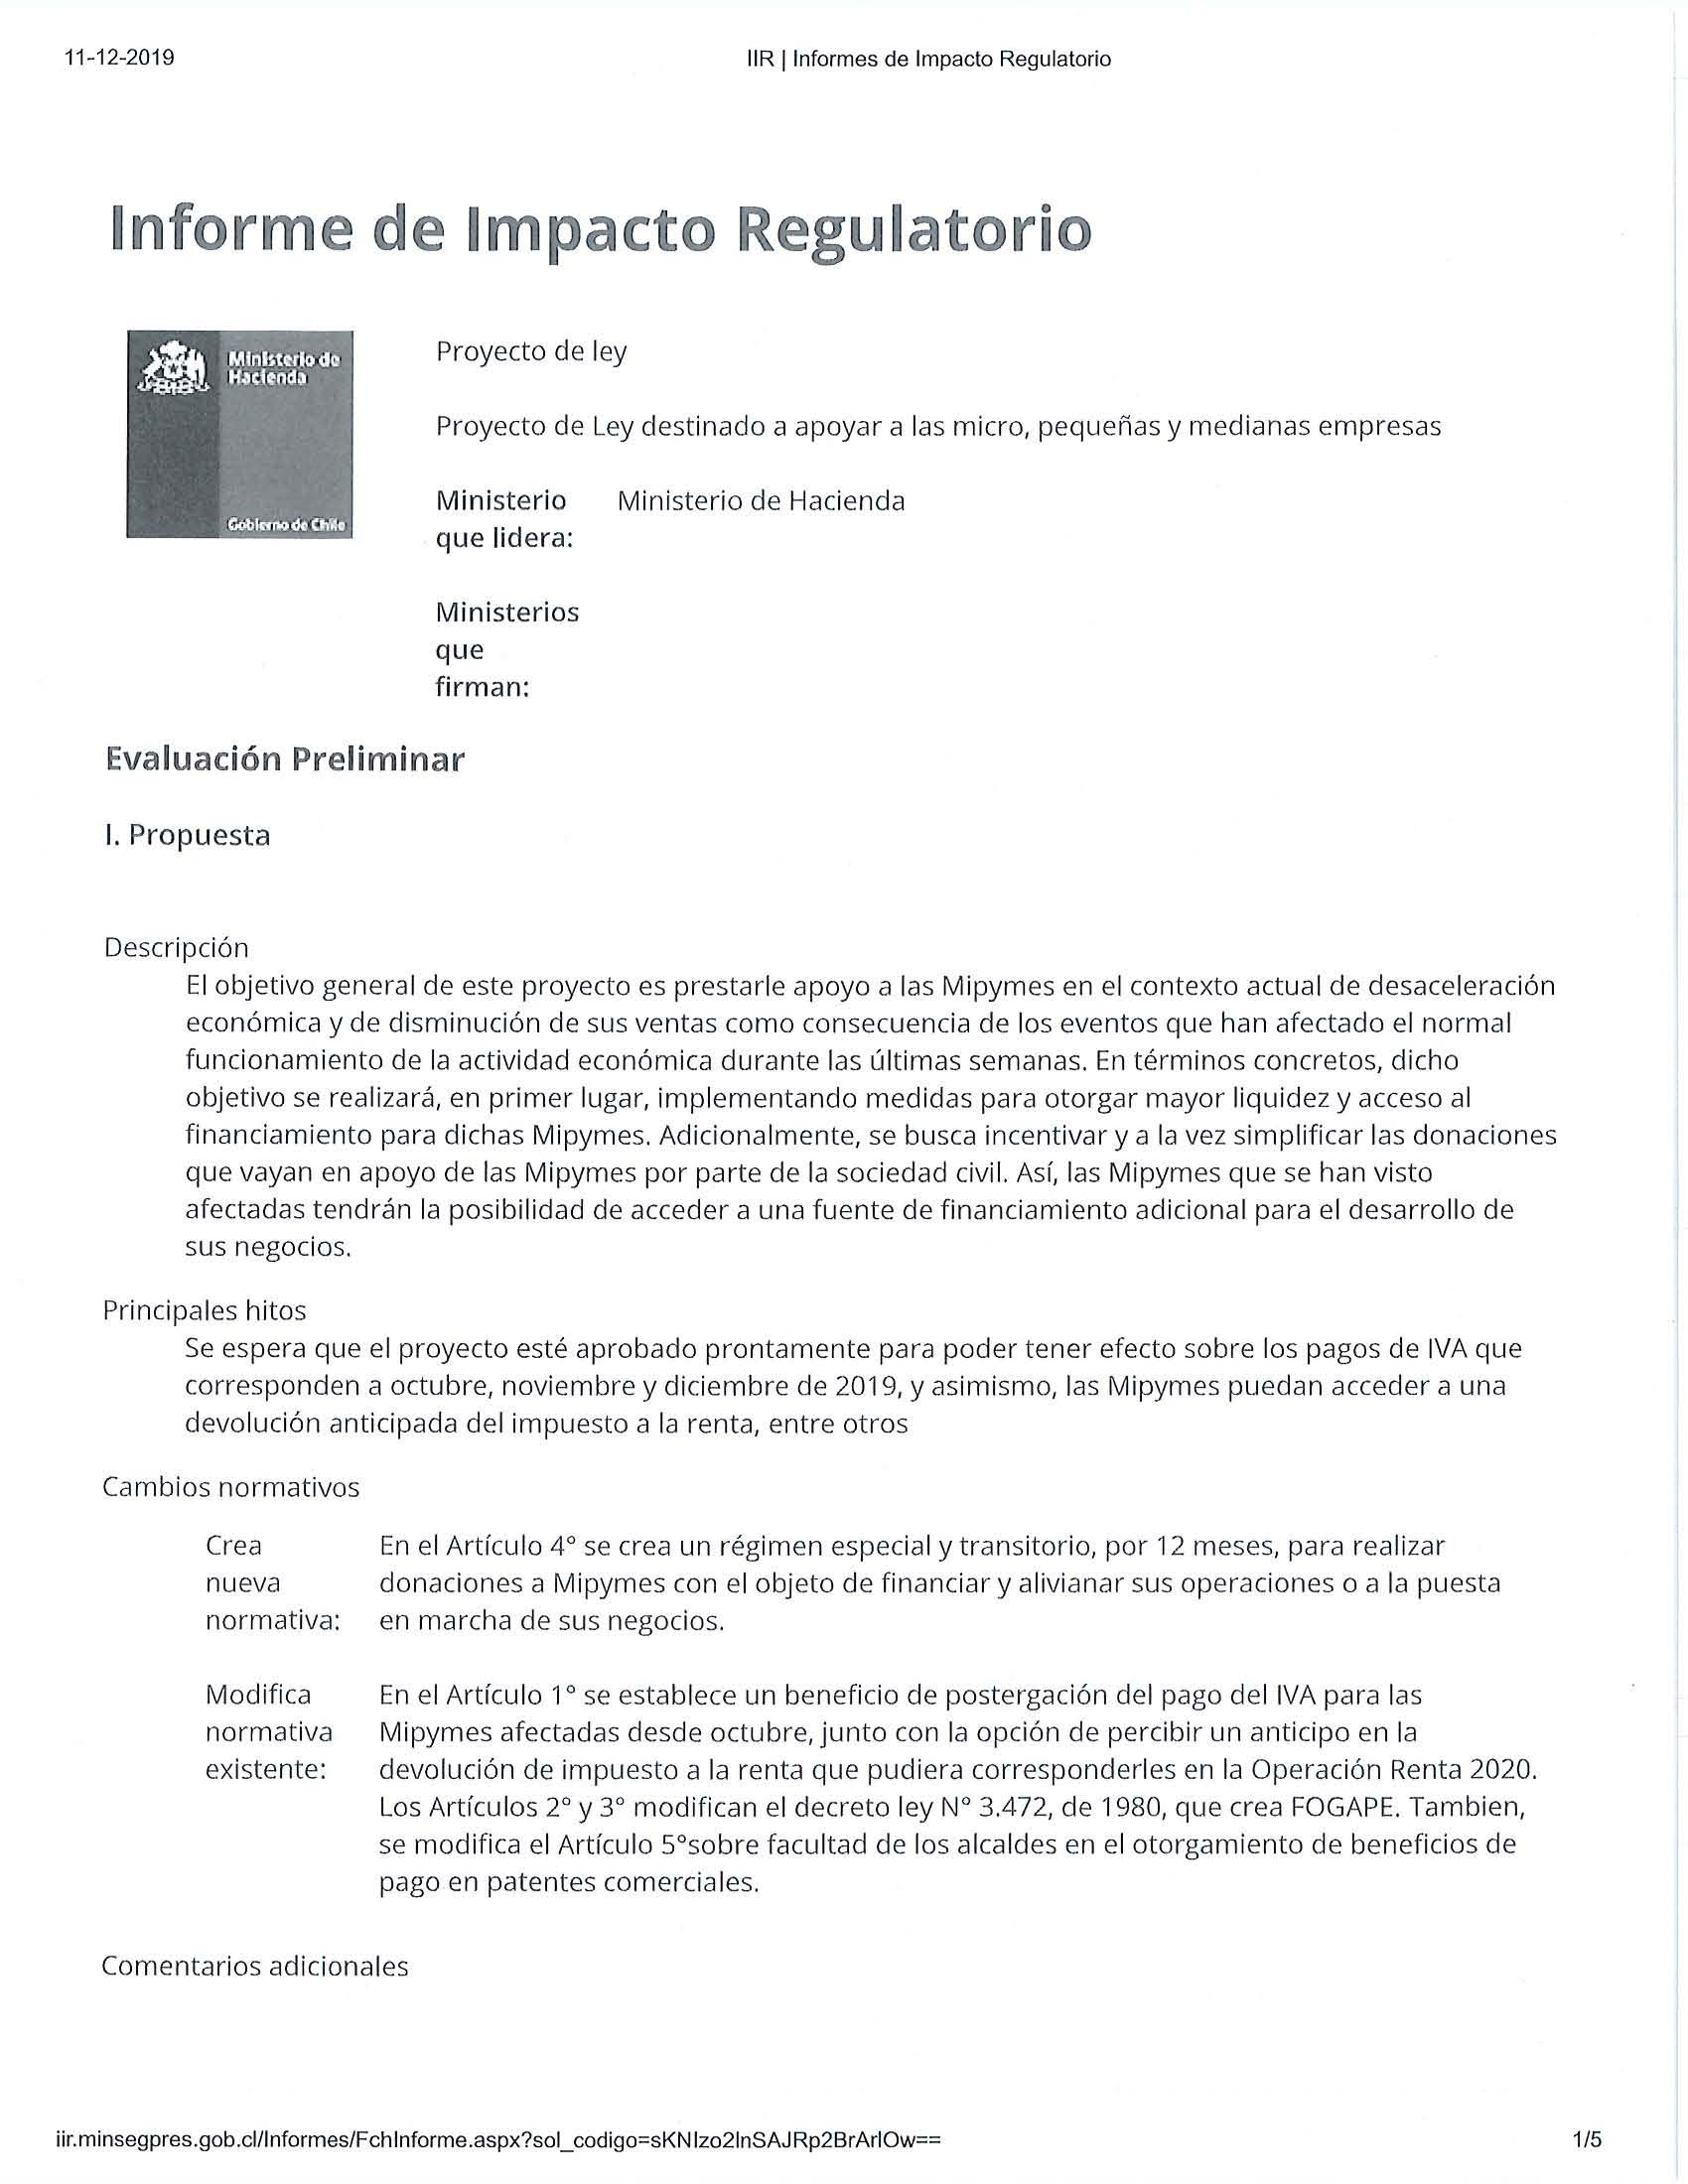 11-12-2019 IIR | Informes de Impacto Regulatorio
Informe de Impacto Regulatorio
Ministerio de
Hacienda
Gobierno de Chile
Proyecto de ley
Proyecto de Ley destinado a apoyar a las micro, pequeñas y medianas empresas
Ministerio Ministerio de Hacienda
que lidera:
Ministerios
que
firman:
Evaluación Preliminar
I. Propuesta
Descripción
El objetivo general de este proyecto es prestarle apoyo a las Mipymes en el contexto actual de desaceleración
económica y de disminución de sus ventas como consecuencia de los eventos que han afectado el normal
funcionamiento de la actividad económica durante las últimas semanas. En términos concretos, dicho
objetivo se realizará, en primer lugar, implementando medidas para otorgar mayor liquidez y acceso al
financiamiento para dichas Mipymes. Adicionalmente, se busca incentivar y a la vez simplificar las donaciones
que vayan en apoyo de las Mipymes por parte de la sociedad civil. Así, las Mipymes que se han visto
afectadas tendrán la posibilidad de acceder a una fuente de financiamiento adicional para el desarrollo de
sus negocios.
Principales hitos
Se espera que el proyecto esté aprobado prontamente para poder tener efecto sobre los pagos de IVA que
corresponden a octubre, noviembre y diciembre de 2019, y asimismo, las Mipymes puedan acceder a una
devolución anticipada del impuesto a la renta, entre otros
Cambios normativos
Crea En el Artículo 4° se crea un régimen especial y transitorio, por 12 meses, para realizar
nueva donaciones a Mipymes con el objeto de financiar y alivianar sus operaciones o a la puesta
normativa: en marcha de sus negocios.
Modifica En el Artículo 1° se establece un beneficio de postergación del pago del IVA para las
normativa Mipymes afectadas desde octubre, junto con la opción de percibir un anticipo en la
existente: devolución de impuesto a la renta que pudiera corresponderles en la Operación Renta 2020.
Los Artículos 2° y 3° modifican el decreto ley N° 3.472, de 1980, que crea FOGAPE. Tambien,
se modifica el Artículo 5°sobre facultad de los alcaldes en el otorgamiento de beneficios de
pago en patentes comerciales.
Comentarios adicionales
iir.minsegpres.gob.cl/Informes/FchInforme.aspx?sol_codigo=sKNIzo2lnSAJRp2BrArlOw== 1/5